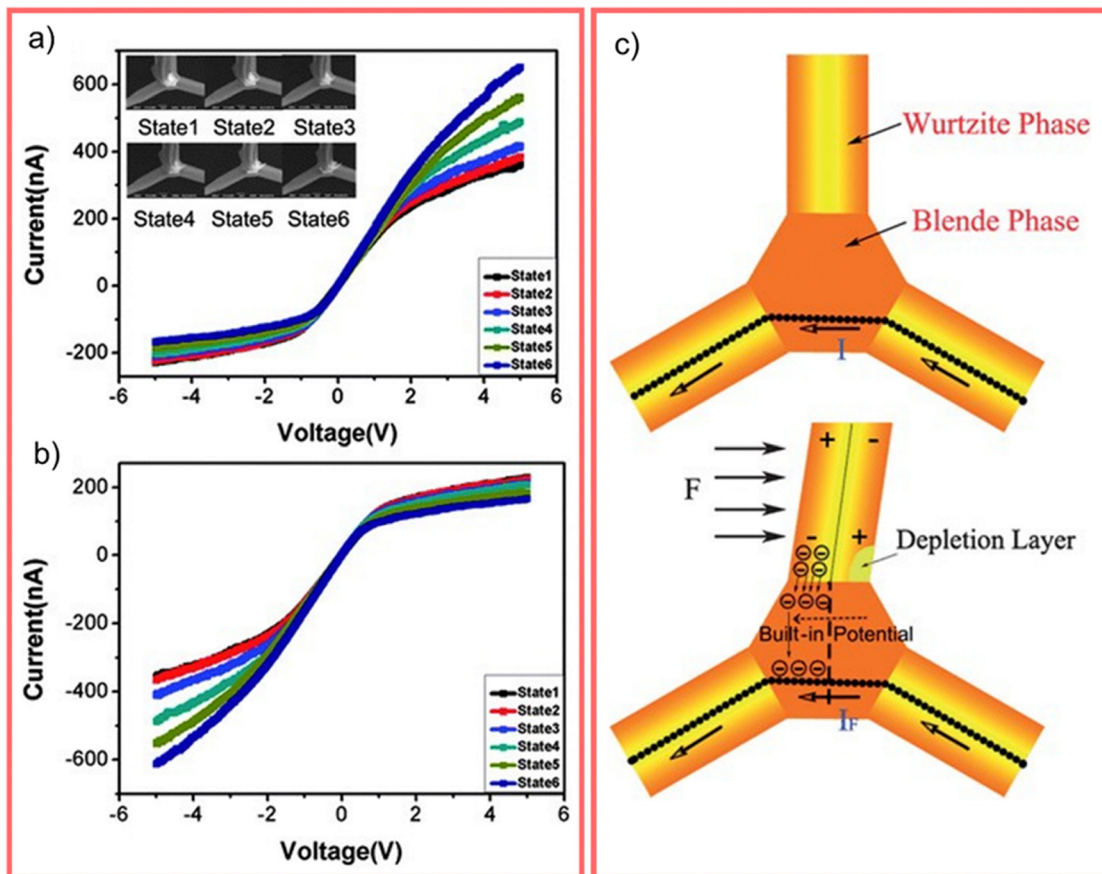 a)
600
400
200
0
-200
Current(nA)
State1 State2 State3
State4 State5 State6
State1
State2
State3
State4
State5
State6
-6 -4 -2 0 2 4 6
Voltage(V)
b)
200
0
-200
-400
-600
Current(nA)
State1
State2
State3
State4
State5
State6
-6 -4 -2 0 2 4 6
Voltage(V)
c)
Wurtzite Phase
Blende Phase
I
F
+ -
- +
Depletion Layer
Built-in Potential
IF